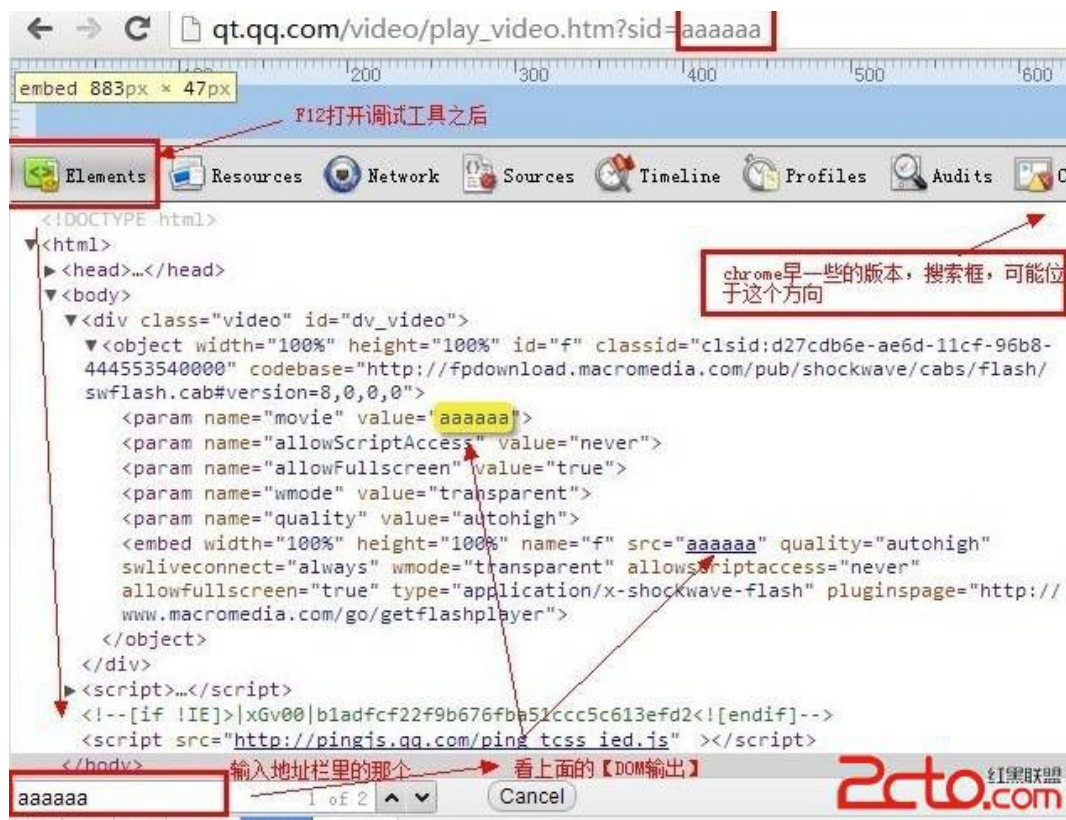 qt.qq.com/video/play_video.htm?sid=aaaaaa
200 300 400 500 600
embed 883px × 47px
F12打开调试工具之后
Elements Resources Network Sources Timeline Profiles Audits
<!DOCTYPE html>
▼<html>
▶<head>…</head>
▼<body>
chrome早一些的版本，搜索框，可能位
于这个方向
▼<div class="video" id="dv_video">
▼<object width="100%" height="100%" id="f" classid="clsid:d27cdb6e-ae6d-11cf-96b8-
444553540000" codebase="http://fpdownload.macromedia.com/pub/shockwave/cabs/flash/
swflash.cab#version=8,0,0,0">
<param name="movie" value="aaaaaa">
<param name="allowScriptAccess" value="never">
<param name="allowFullscreen" value="true">
<param name="wmode" value="transparent">
<param name="quality" value="autohigh">
<embed width="100%" height="100%" name="f" src="aaaaaa" quality="autohigh"
swliveconnect="always" wmode="transparent" allowscriptaccess="never"
allowfullscreen="true" type="application/x-shockwave-flash" pluginspage="http://
www.macromedia.com/go/getflashplayer">
</object>
</div>
▶<script>…</script>
<!--[if !IE]>|xGv00|b1adfcf22f9b676fba51ccc5c613efd2<![endif]-->
<script src="http://pingjs.qq.com/ping_tcss_ied.js" ></script>
</body>
输入地址栏里的那个 看上面的【DOM输出】
aaaaaa 1 of 2 Cancel
2cto.com 红黑联盟